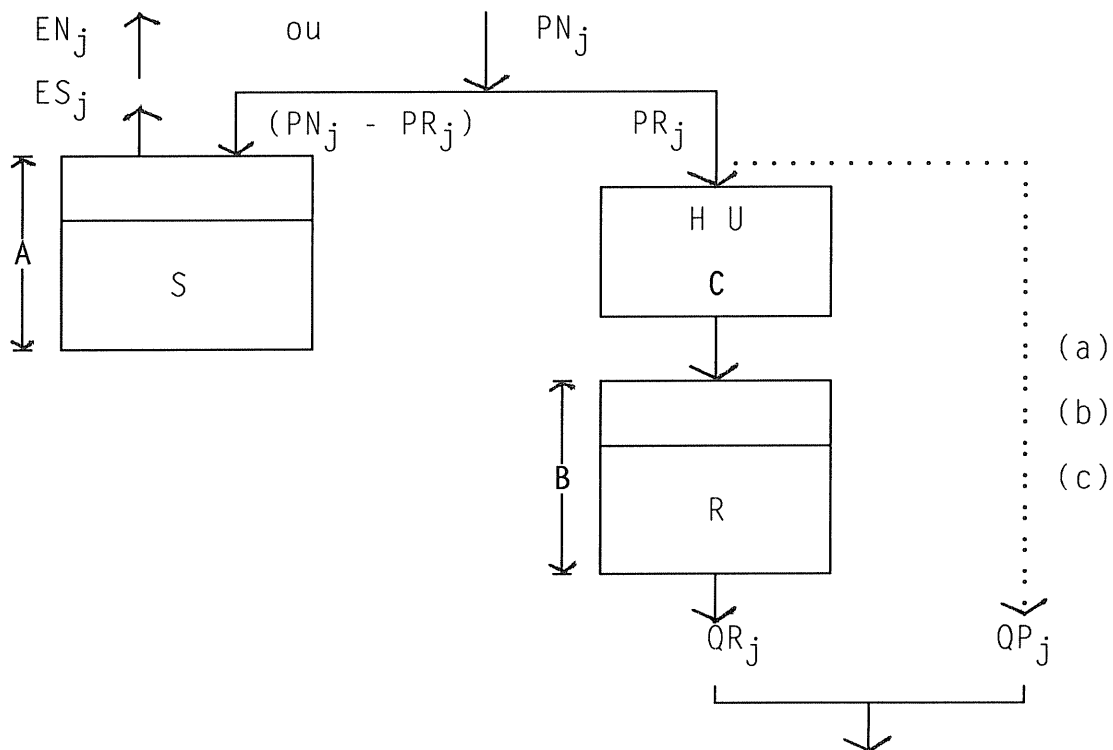 EN_j ou PN_j
ES_j
(PN_j - PR_j) PR_j
A
S
H U
C
(a)
(b)
(c)
B
R
QR_j QP_j